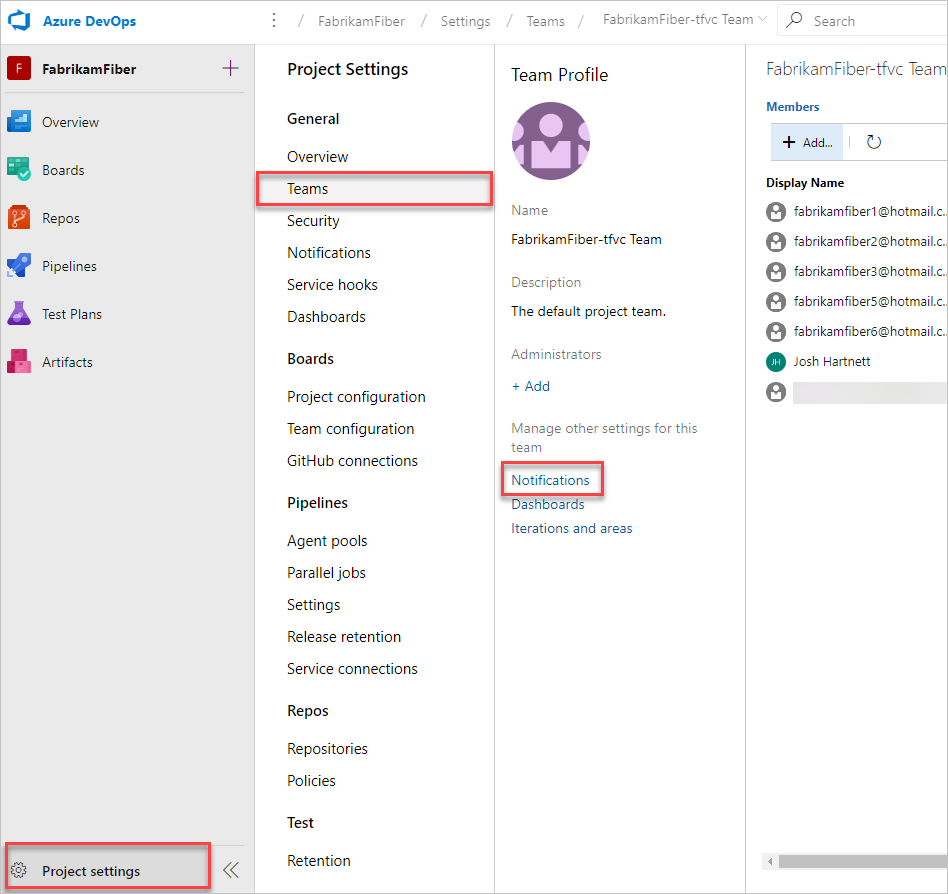 Azure DevOps
/ FabrikamFiber / Settings / Teams / FabrikamFiber-tfvc Team
Search
F FabrikamFiber
Overview
Boards
Repos
Pipelines
Test Plans
Artifacts
Project settings
Project Settings
General
Overview
Teams
Security
Notifications
Service hooks
Dashboards
Boards
Project configuration
Team configuration
GitHub connections
Pipelines
Agent pools
Parallel jobs
Settings
Release retention
Service connections
Repos
Repositories
Policies
Test
Retention
Team Profile
Name
FabrikamFiber-tfvc Team
Description
The default project team.
Administrators
+ Add
Manage other settings for this
team
Notifications
Dashboards
Iterations and areas
FabrikamFiber-tfvc Team
Members
+ Add...
Display Name
fabrikamfiber1@hotmail.c...
fabrikamfiber2@hotmail.c...
fabrikamfiber3@hotmail.c...
fabrikamfiber5@hotmail.c...
fabrikamfiber6@hotmail.c...
JH Josh Hartnett